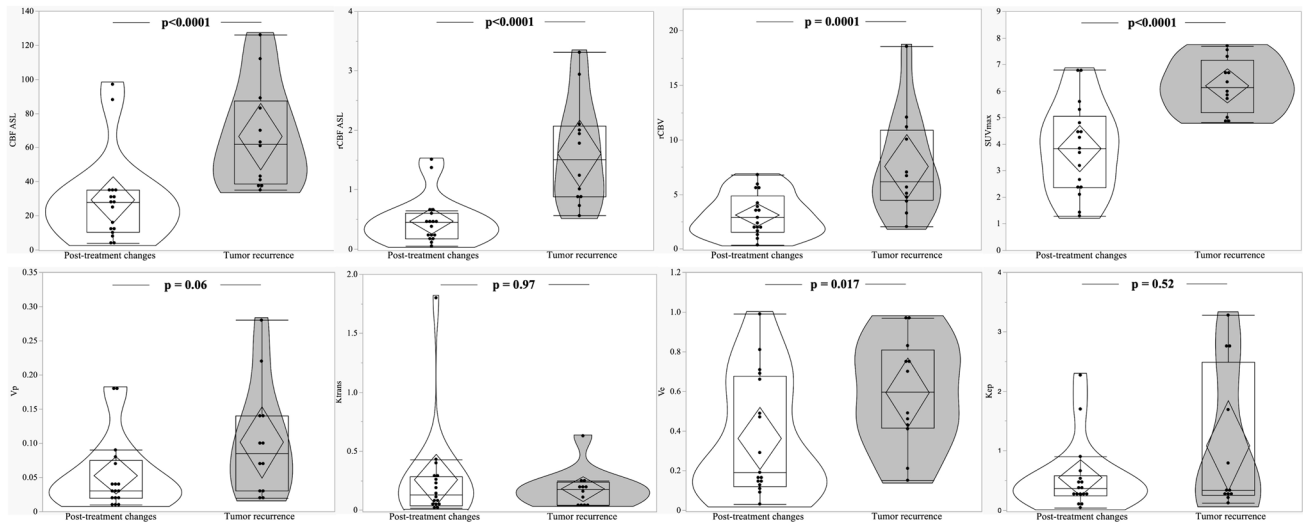 p<0.0001
140
120
100
80
60
40
20
0
CBF ASL
Post-treatment changes
Tumor recurrence
p<0.0001
4
3
2
1
0
rCBF ASL
Post-treatment changes
Tumor recurrence
p = 0.0001
20
15
10
5
0
rCBV
Post-treatment changes
Tumor recurrence
p<0.0001
9
8
7
6
5
4
3
2
1
0
SUVmax
Post-treatment changes
Tumor recurrence
p = 0.06
0.35
0.30
0.25
0.20
0.15
0.10
0.05
0.00
Vp
Post-treatment changes
Tumor recurrence
p = 0.97
2.0
1.5
1.0
0.5
0
Ktrans
Post-treatment changes
Tumor recurrence
p = 0.017
1.2
1.0
0.8
0.6
0.4
0.2
0
Ve
Post-treatment changes
Tumor recurrence
p = 0.52
4
3
2
1
0
Kep
Post-treatment changes
Tumor recurrence